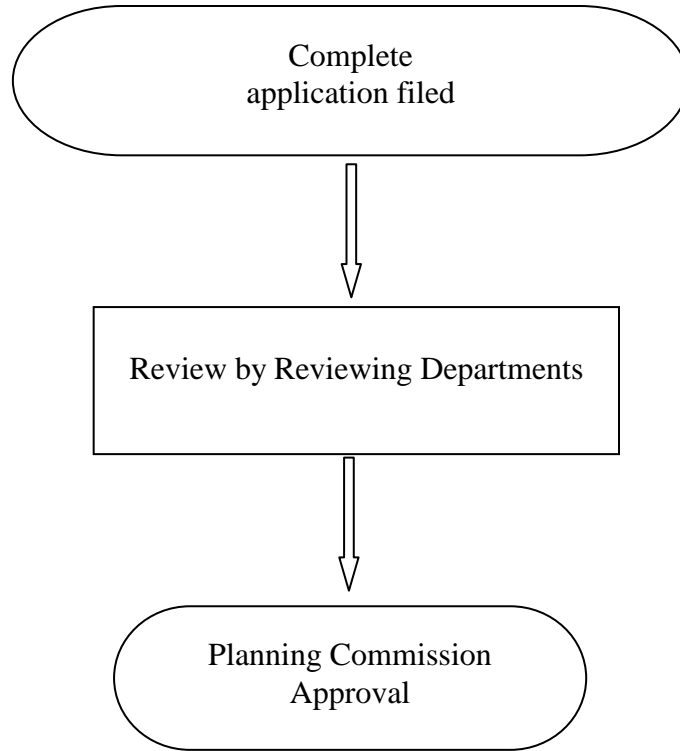 Complete
application filed
Review by Reviewing Departments
Planning Commission
Approval